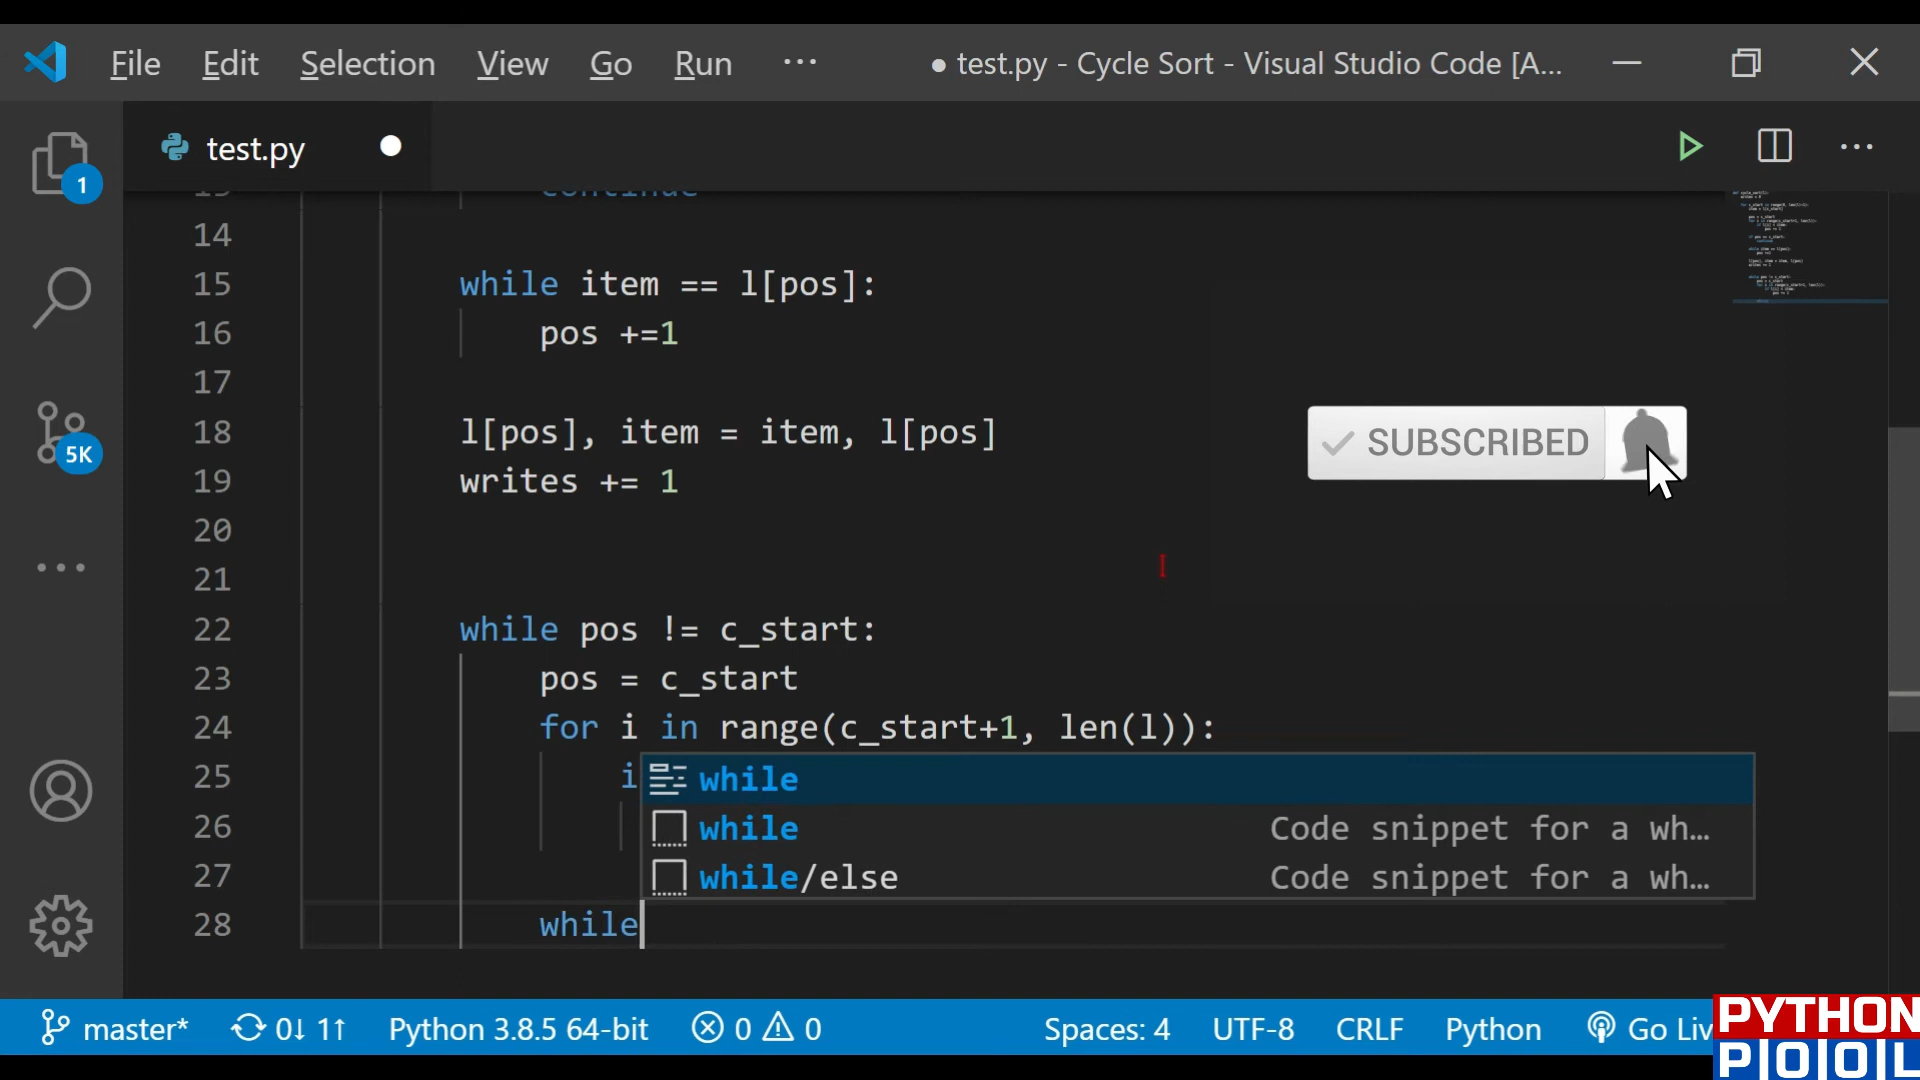 File Edit Selection View Go Run ··· ● test.py - Cycle Sort - Visual Studio Code [A...
test.py
1
continue
14
15 while item == l[pos]:
16 pos +=1
17
18 l[pos], item = item, l[pos]
19 writes += 1
SUBSCRIBED
5K
20
21
22 while pos != c_start:
23 pos = c_start
24 for i in range(c_start+1, len(l)):
25 i
while
26 while Code snippet for a wh...
27 while/else Code snippet for a wh...
28 while
master* 0↓ 1↑ Python 3.8.5 64-bit 0 0 Spaces: 4 UTF-8 CRLF Python Go Liv
PYTHON
POOL